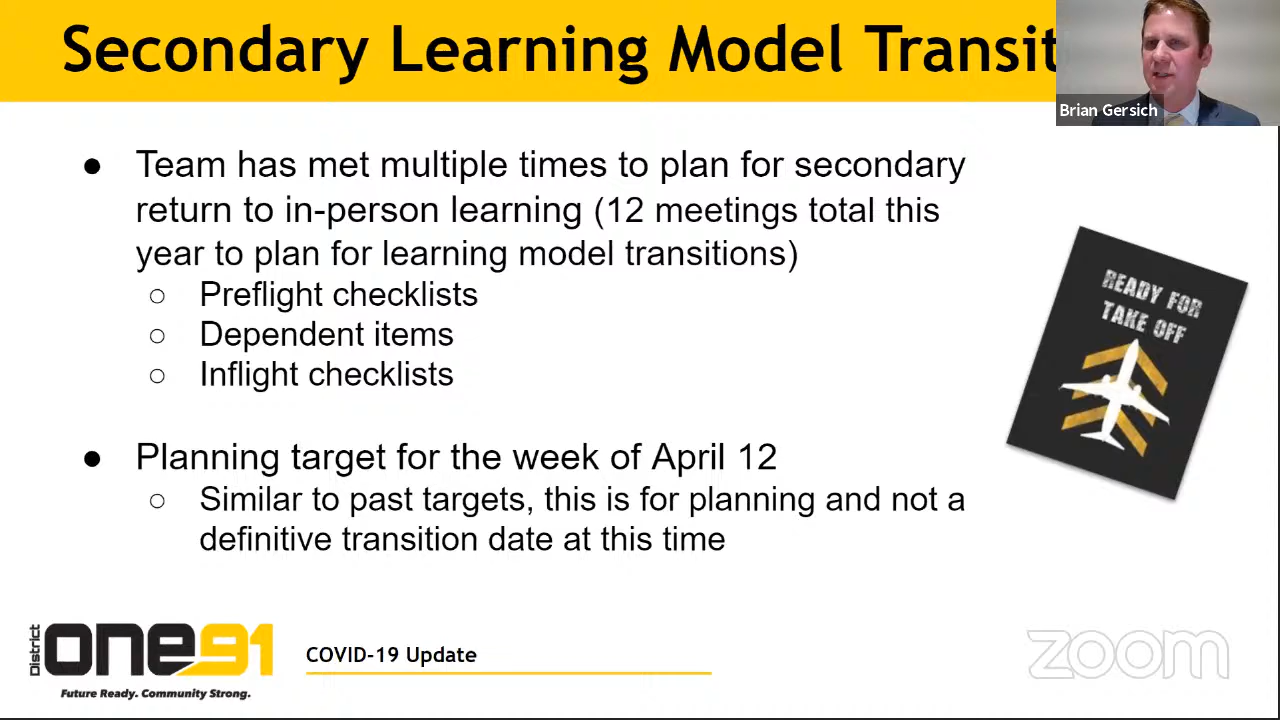 Secondary Learning Model Transit
Brian Gersich
● Team has met multiple times to plan for secondary
return to in-person learning (12 meetings total this
year to plan for learning model transitions)
○ Preflight checklists
○ Dependent items
○ Inflight checklists
READY FOR
TAKE OFF
● Planning target for the week of April 12
○ Similar to past targets, this is for planning and not a
definitive transition date at this time
District
one91
Future Ready. Community Strong.
COVID-19 Update
zoom